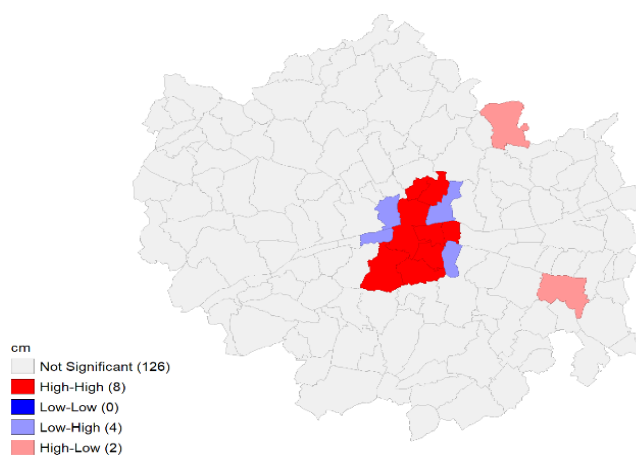 cm
Not Significant (126)
High-High (8)
Low-Low (0)
Low-High (4)
High-Low (2)